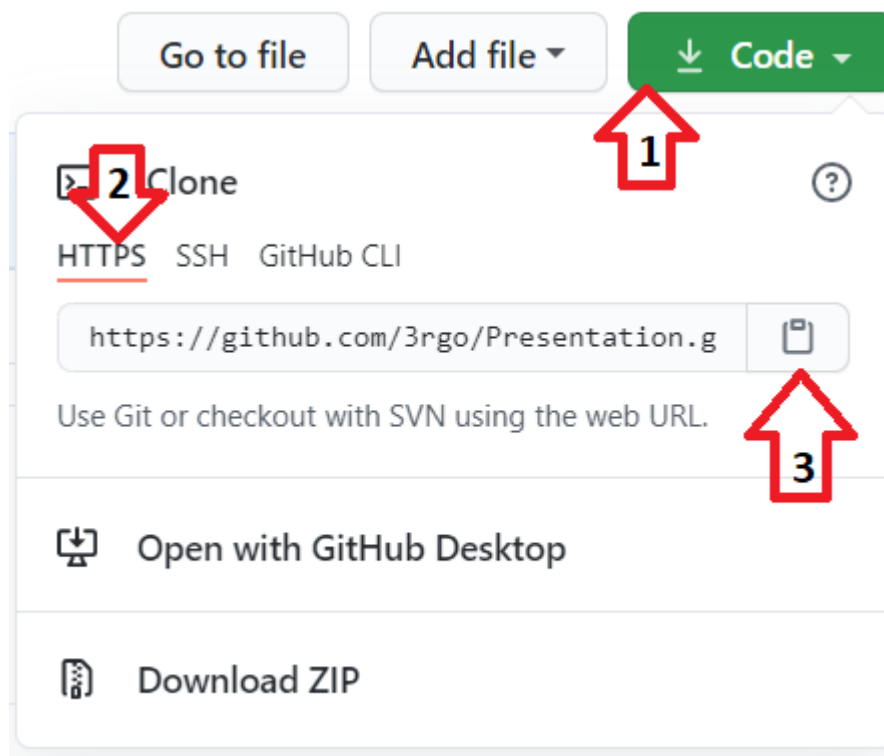 Go to file Add file Code
1
2 Clone
HTTPS SSH GitHub CLI
https://github.com/3rgo/Presentation.g
Use Git or checkout with SVN using the web URL.
3
Open with GitHub Desktop
Download ZIP